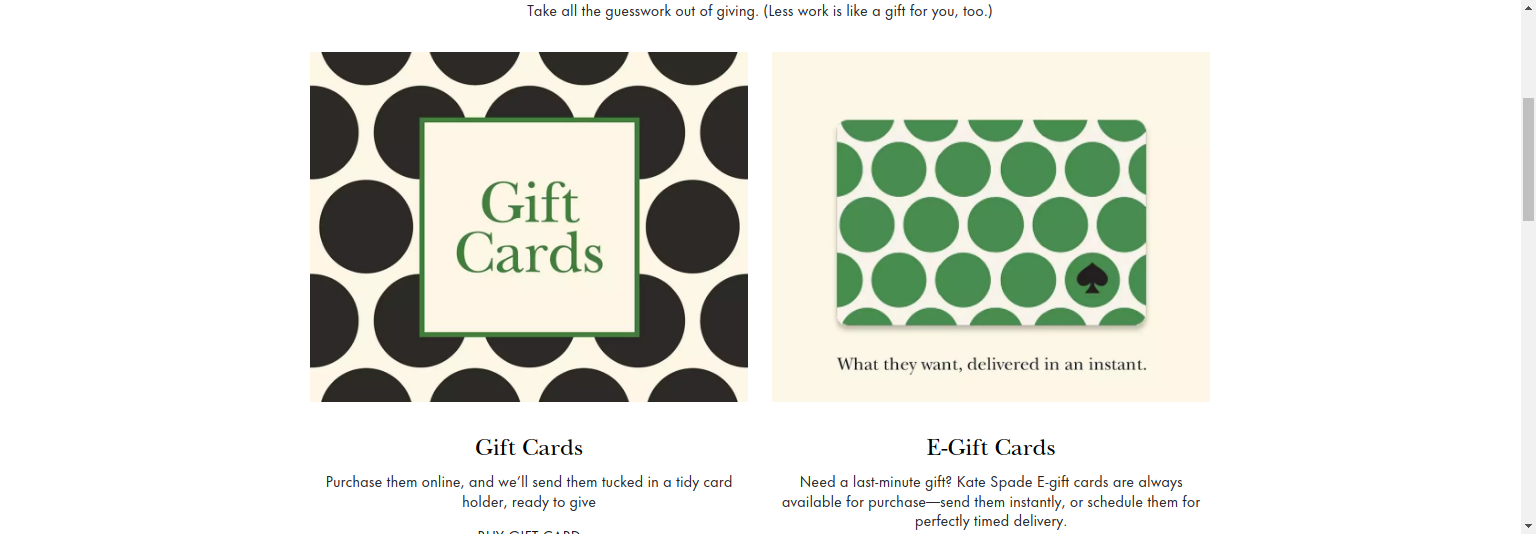 Take all the guesswork out of giving. (Less work is like a gift for you, too.)
Gift
Cards
What they want, delivered in an instant.
Gift Cards
Purchase them online, and we’ll send them tucked in a tidy card
holder, ready to give
BUY GIFT CARD
E-Gift Cards
Need a last-minute gift? Kate Spade E-gift cards are always
available for purchase—send them instantly, or schedule them for
perfectly timed delivery.